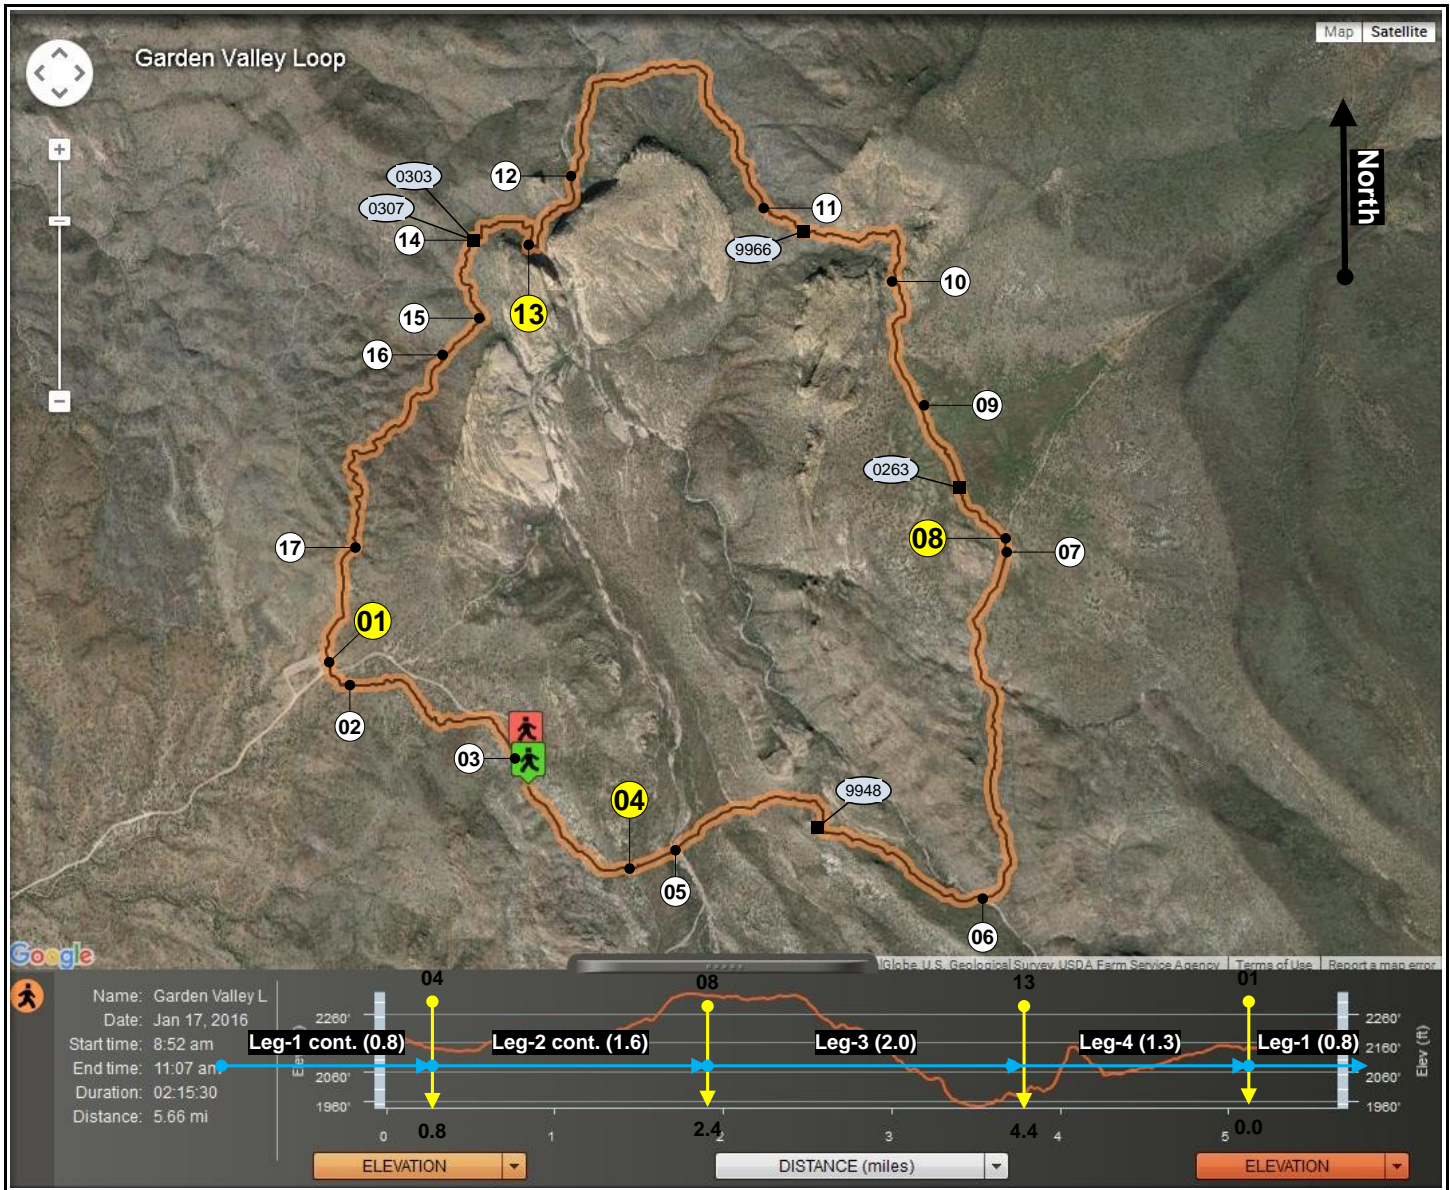 Garden Valley Loop
Map Satellite
North
0303
0307
12
14
11
9966
13
10
15
16
09
0263
08
07
17
01
02
03
04
9948
05
06
Google
Globe, U.S. Geological Survey, USDA Farm Service Agency Terms of Use Report a map error
04 08 13 01
Name: Garden Valley L
Date: Jan 17, 2016
Start time: 8:52 am
End time: 11:07 am
Duration: 02:15:30
Distance: 5.66 mi
2260'
2060'
1960'
Leg-1 cont. (0.8) Leg-2 cont. (1.6) Leg-3 (2.0) Leg-4 (1.3) Leg-1 (0.8)
2260'
2160'
2060'
1960'
Elev (ft)
0 1 2 3 4 5
0.8 2.4 4.4 0.0
ELEVATION DISTANCE (miles) ELEVATION